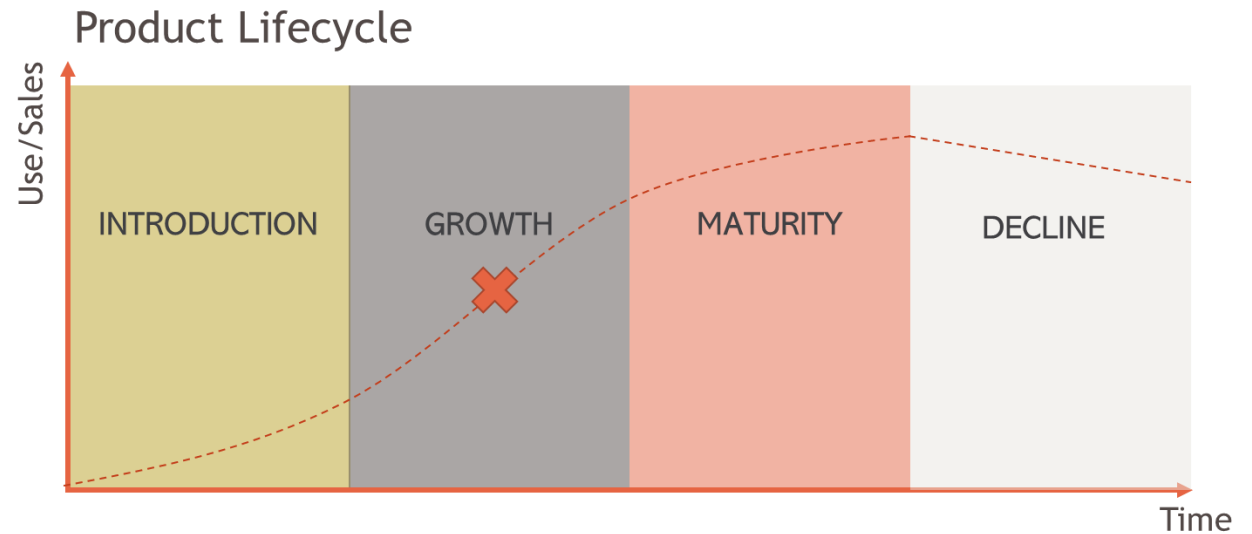 Product Lifecycle
Use/Sales
INTRODUCTION
GROWTH
MATURITY
DECLINE
Time